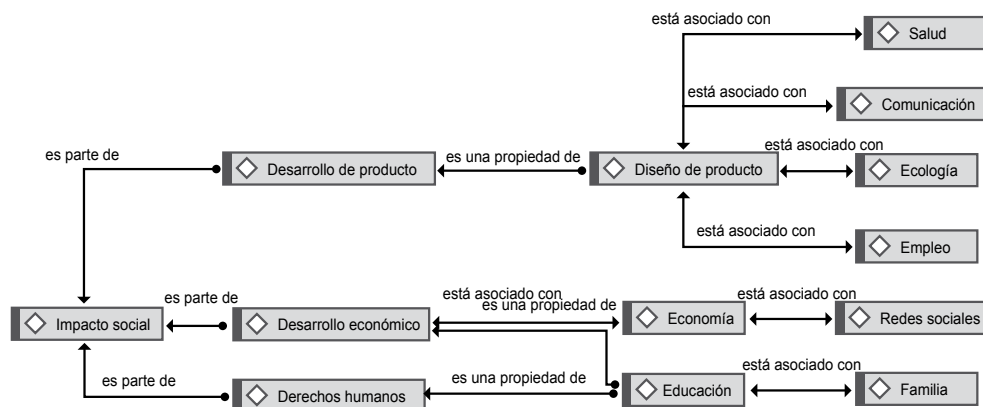 está asociado con
Salud
está asociado con
Comunicación
es parte de
Desarrollo de producto
es una propiedad de
Diseño de producto
está asociado con
Ecología
está asociado con
Empleo
Impacto social
es parte de
Desarrollo económico
está asociado con
es una propiedad de
Economía
está asociado con
Redes sociales
es parte de
Derechos humanos
es una propiedad de
Educación
está asociado con
Familia